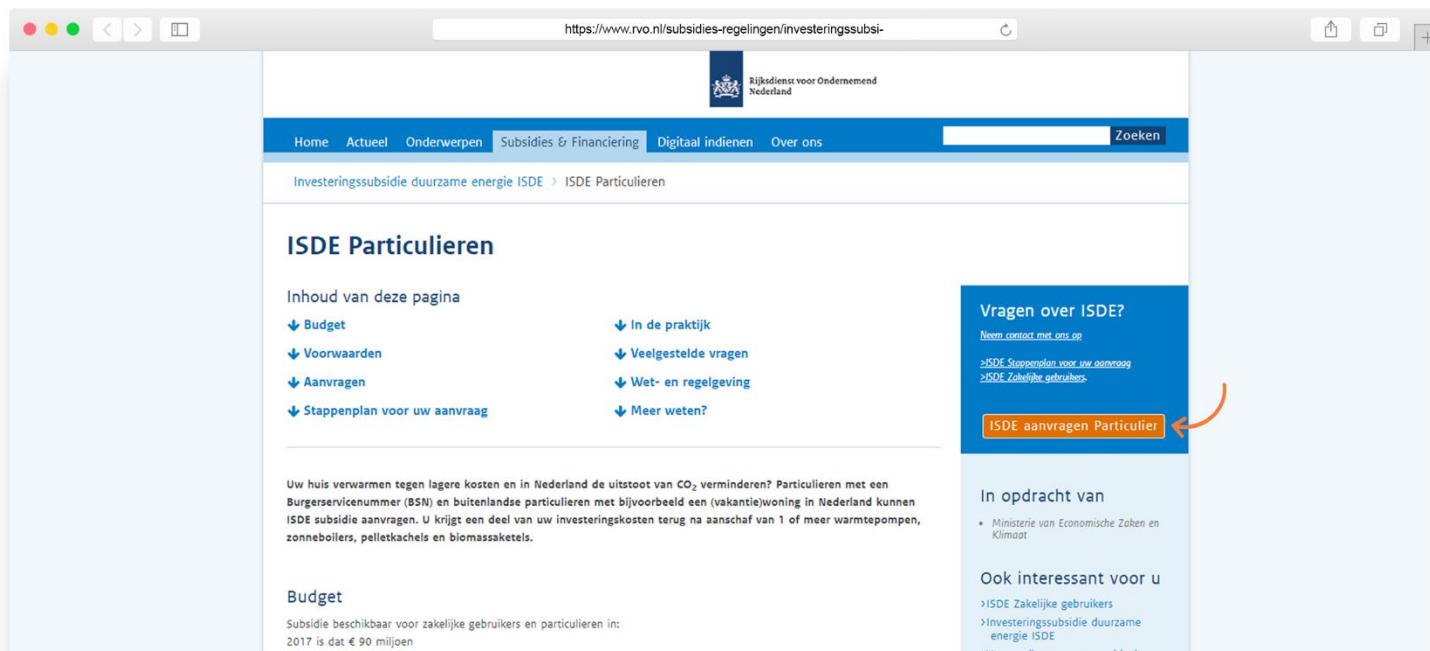 https://www.rvo.nl/subsidies-regelingen/investeringssubsi-
Rijksdienst voor Ondernemend
Nederland
Home Actueel Onderwerpen Subsidies & Financiering Digitaal indienen Over ons Zoeken
Investeringssubsidie duurzame energie ISDE > ISDE Particulieren
ISDE Particulieren
Inhoud van deze pagina
Budget
Voorwaarden
Aanvragen
Stappenplan voor uw aanvraag
In de praktijk
Veelgestelde vragen
Wet- en regelgeving
Meer weten?
Uw huis verwarmen tegen lagere kosten en in Nederland de uitstoot van CO₂ verminderen? Particulieren met een
Burgerservicenummer (BSN) en buitenlandse particulieren met bijvoorbeeld een (vakantie)woning in Nederland kunnen
ISDE subsidie aanvragen. U krijgt een deel van uw investeringskosten terug na aanschaf van 1 of meer warmtepompen,
zonneboilers, pelletkachels en biomassaketels.
Budget
Subsidie beschikbaar voor zakelijke gebruikers en particulieren in:
2017 is dat € 90 miljoen
Vragen over ISDE?
Neem contact met ons op
>ISDE Stappenplan voor uw aanvraag
>ISDE Zakelijke gebruikers.
ISDE aanvragen Particulier
In opdracht van
• Ministerie van Economische Zaken en
Klimaat
Ook interessant voor u
>ISDE Zakelijke gebruikers
>Investeringssubsidie duurzame
energie ISDE